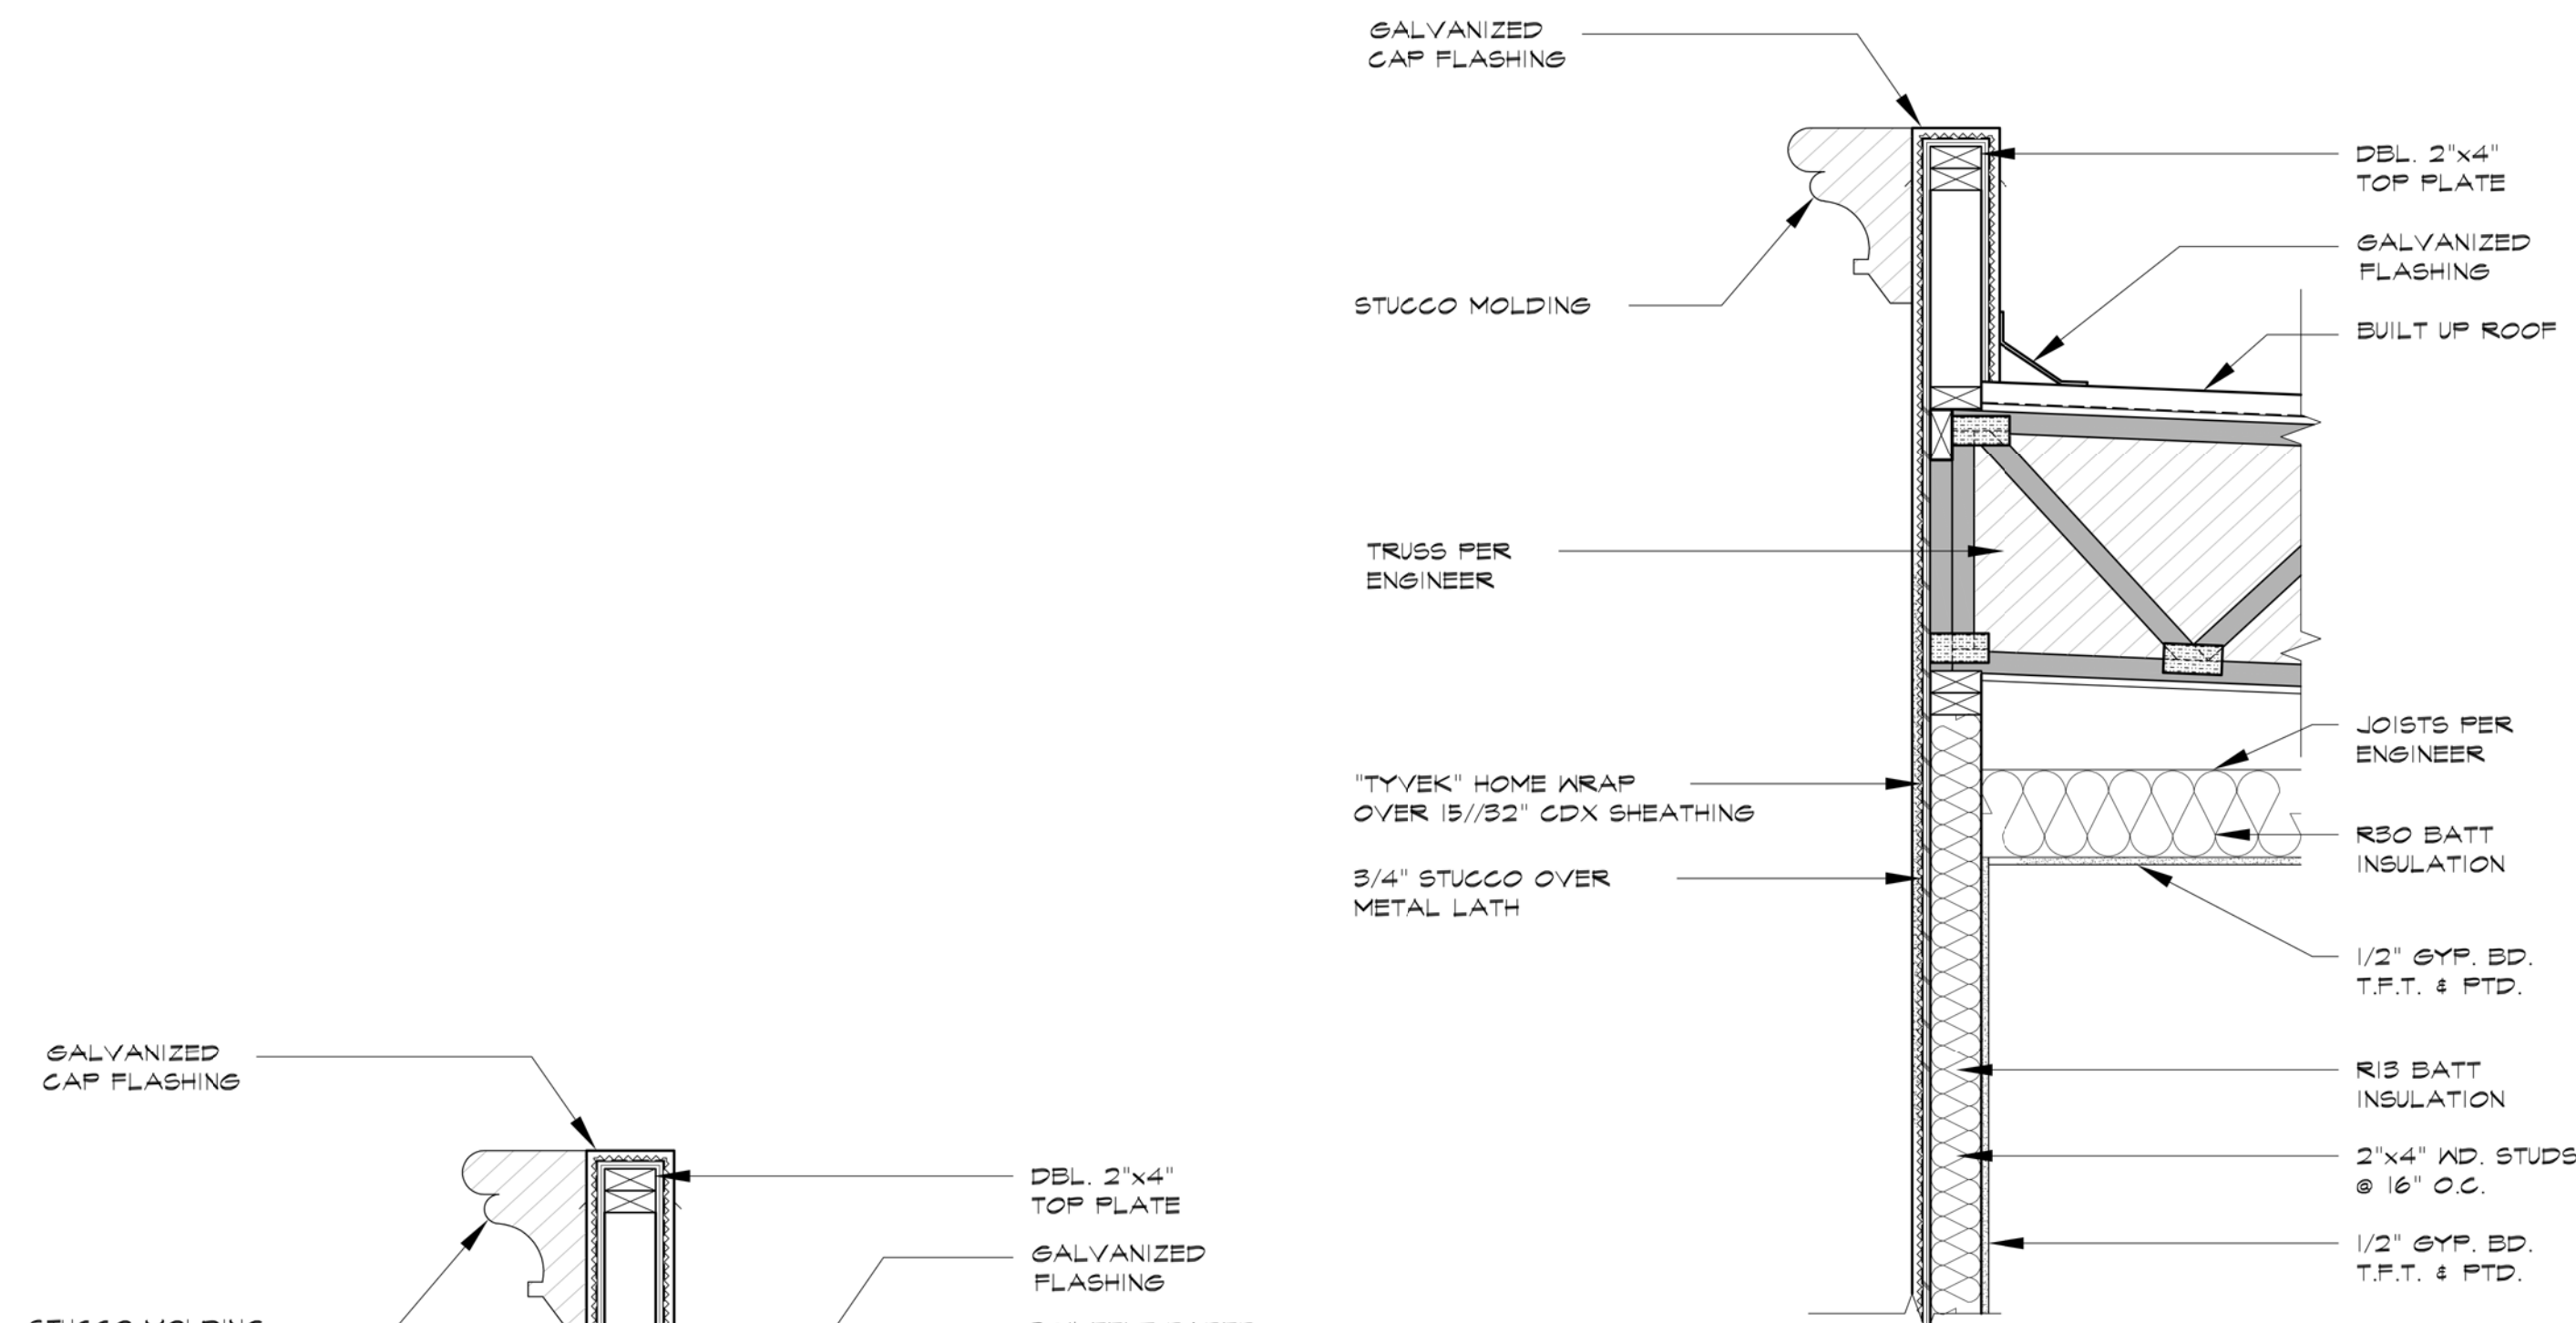 GALVANIZED
CAP FLASHING
STUCCO MOLDING
TRUSS PER
ENGINEER
"TYVEK" HOME WRAP
OVER 15//32" CDX SHEATHING
3/4" STUCCO OVER
METAL LATH
DBL. 2"x4"
TOP PLATE
GALVANIZED
FLASHING
BUILT UP ROOF
JOISTS PER
ENGINEER
R30 BATT
INSULATION
1/2" GYP. BD.
T.F.T. & PTD.
R13 BATT
INSULATION
2"x4" WD. STUDS
@ 16" O.C.
1/2" GYP. BD.
T.F.T. & PTD.
GALVANIZED
CAP FLASHING
STUCCO MOLDING
DBL. 2"x4"
TOP PLATE
GALVANIZED
FLASHING